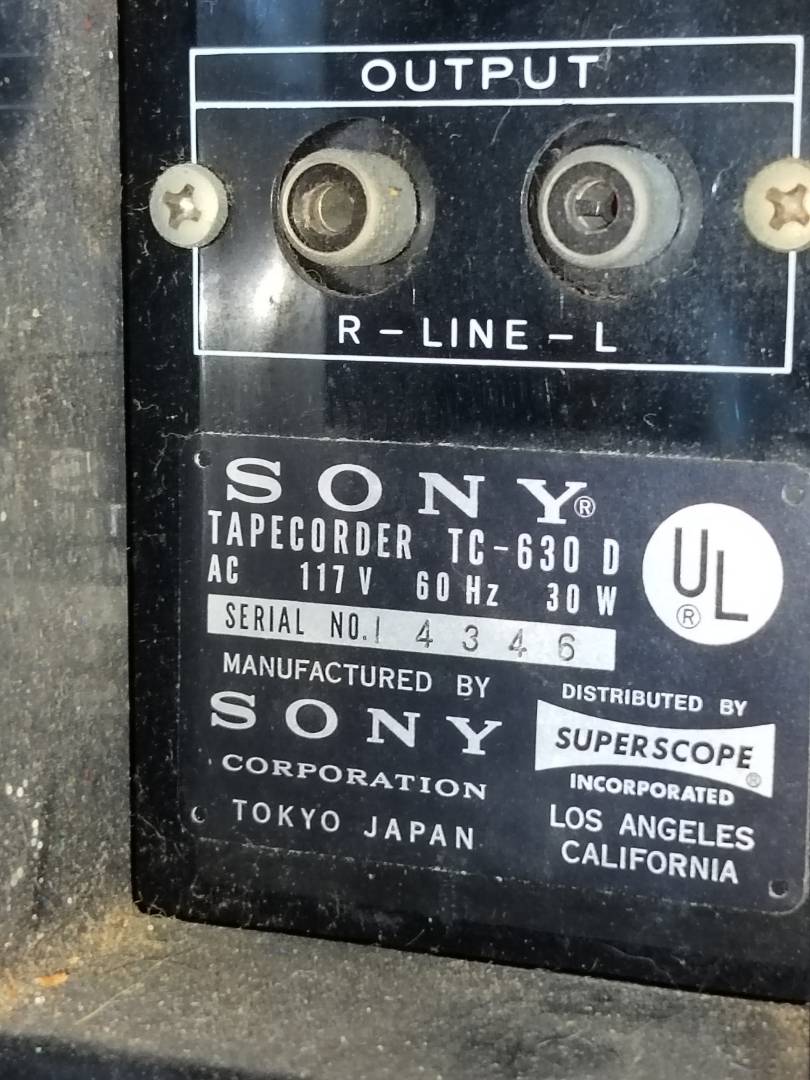 OUTPUT
R - LINE - L
SONY®
TAPECORDER TC-630 D
AC 117 V 60 Hz 30 W
UL®
SERIAL NO. 14346
MANUFACTURED BY
SONY
CORPORATION
TOKYO JAPAN
DISTRIBUTED BY
SUPERSCOPE®
INCORPORATED
LOS ANGELES
CALIFORNIA